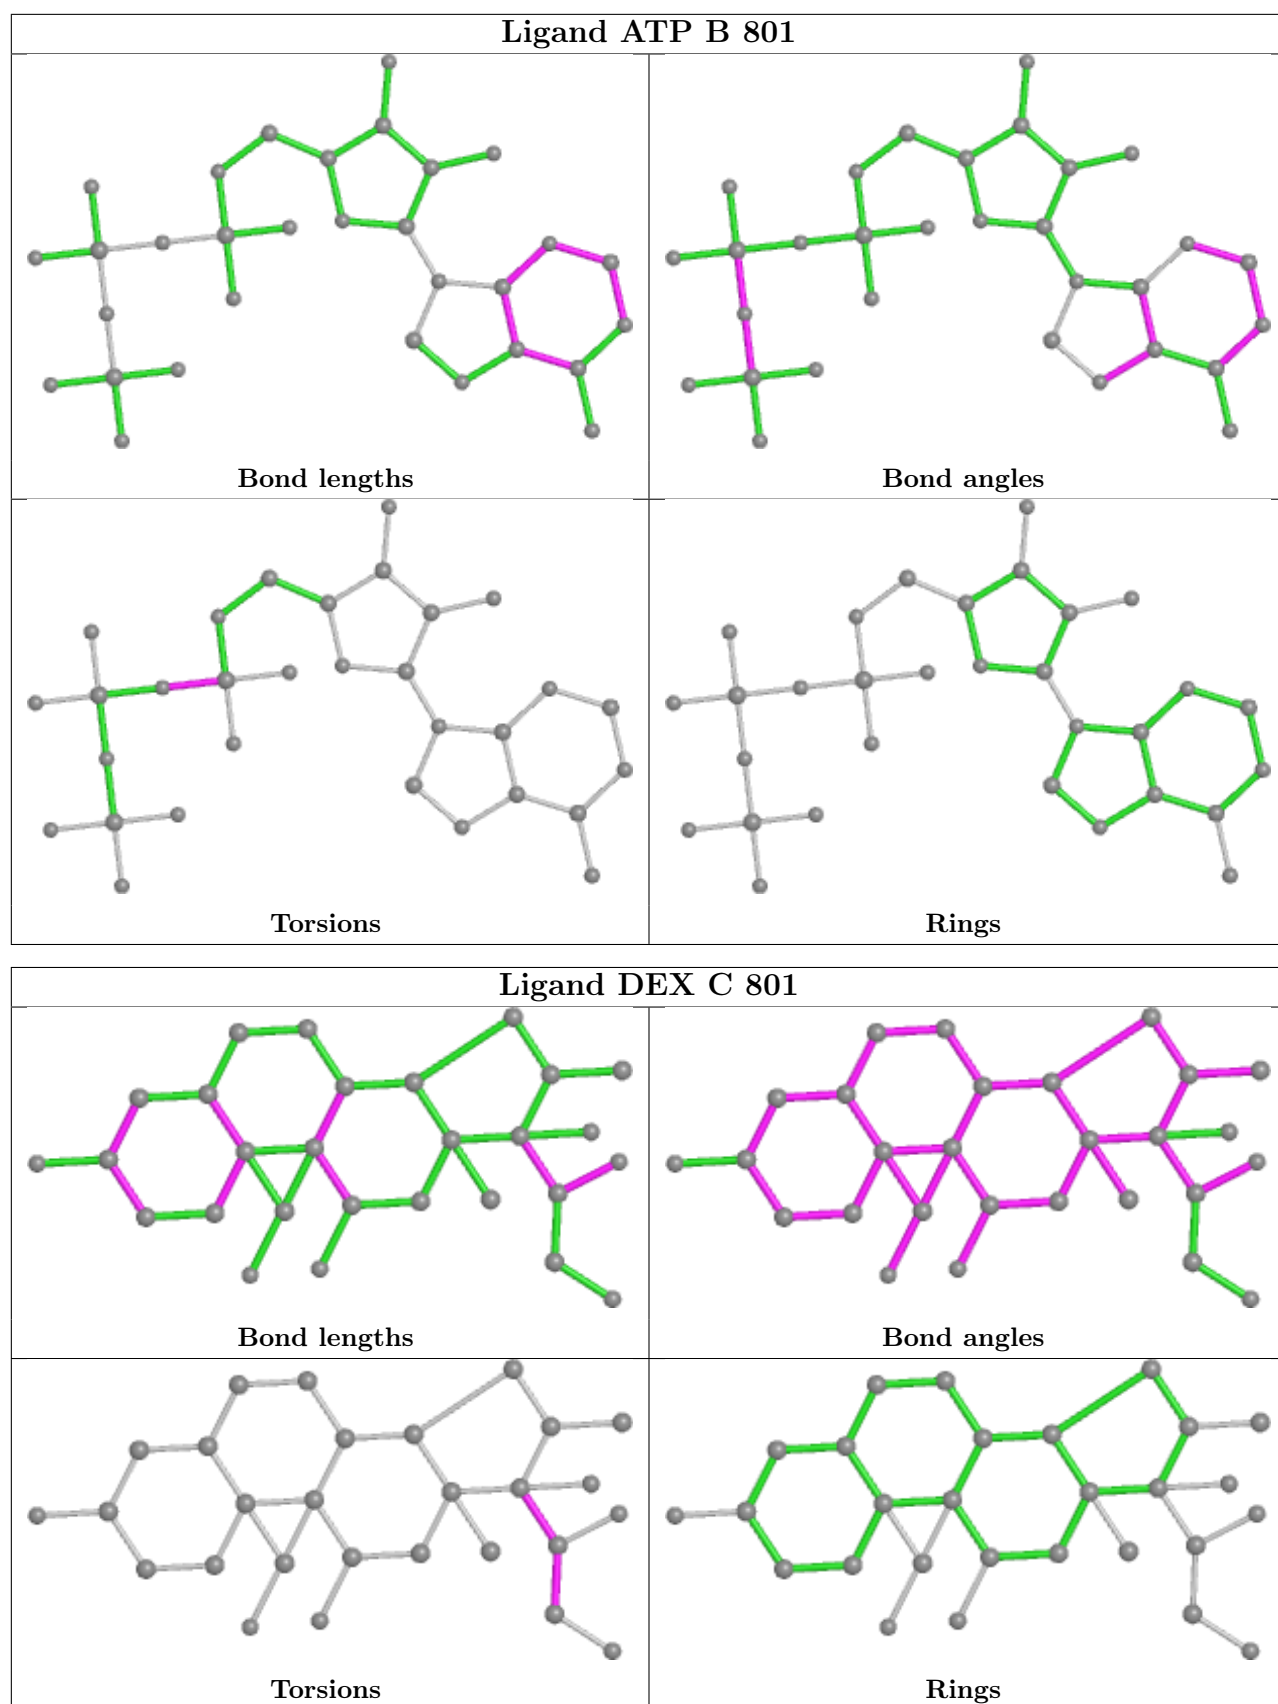 Ligand ATP B 801
Bond lengths
Bond angles
Torsions
Rings
Ligand DEX C 801
Bond lengths
Bond angles
Torsions
Rings